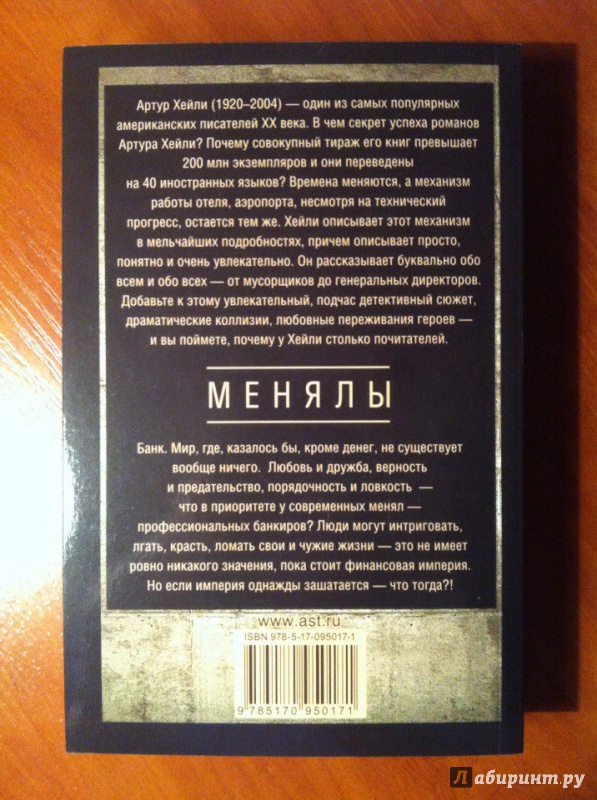 Артур Хейли (1920–2004) — один из самых популярных
американских писателей XX века. В чем секрет успеха романов
Артура Хейли? Почему совокупный тираж его книг превышает
200 млн экземпляров и они переведены
на 40 иностранных языков? Времена меняются, а механизм
работы отеля, аэропорта, несмотря на технический
прогресс, остается тем же. Хейли описывает этот механизм
в мельчайших подробностях, причем описывает просто,
понятно и очень увлекательно. Он рассказывает буквально обо
всем и обо всех — от мусорщиков до генеральных директоров.
Добавьте к этому увлекательный, подчас детективный сюжет,
драматические коллизии, любовные переживания героев —
и вы поймете, почему у Хейли столько почитателей.
МЕНЯЛЫ
Банк. Мир, где, казалось бы, кроме денег, не существует
вообще ничего. Любовь и дружба, верность
и предательство, порядочность и ловкость —
что в приоритете у современных менял —
профессиональных банкиров? Люди могут интриговать,
лгать, красть, ломать свои и чужие жизни — это не имеет
ровно никакого значения, пока стоит финансовая империя.
Но если империя однажды зашатается — что тогда?!
www.ast.ru
ISBN 978-5-17-095017-1
9 785170 950171
Лабиринт.ру